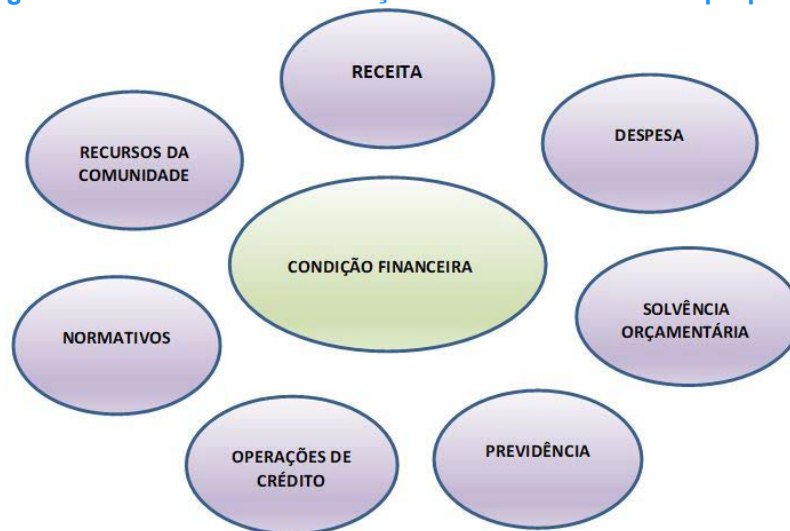 RECEITA
DESPESA
RECURSOS DA
COMUNIDADE
CONDIÇÃO FINANCEIRA
SOLVÊNCIA
ORÇAMENTÁRIA
NORMATIVOS
PREVIDÊNCIA
OPERAÇÕES DE
CRÉDITO